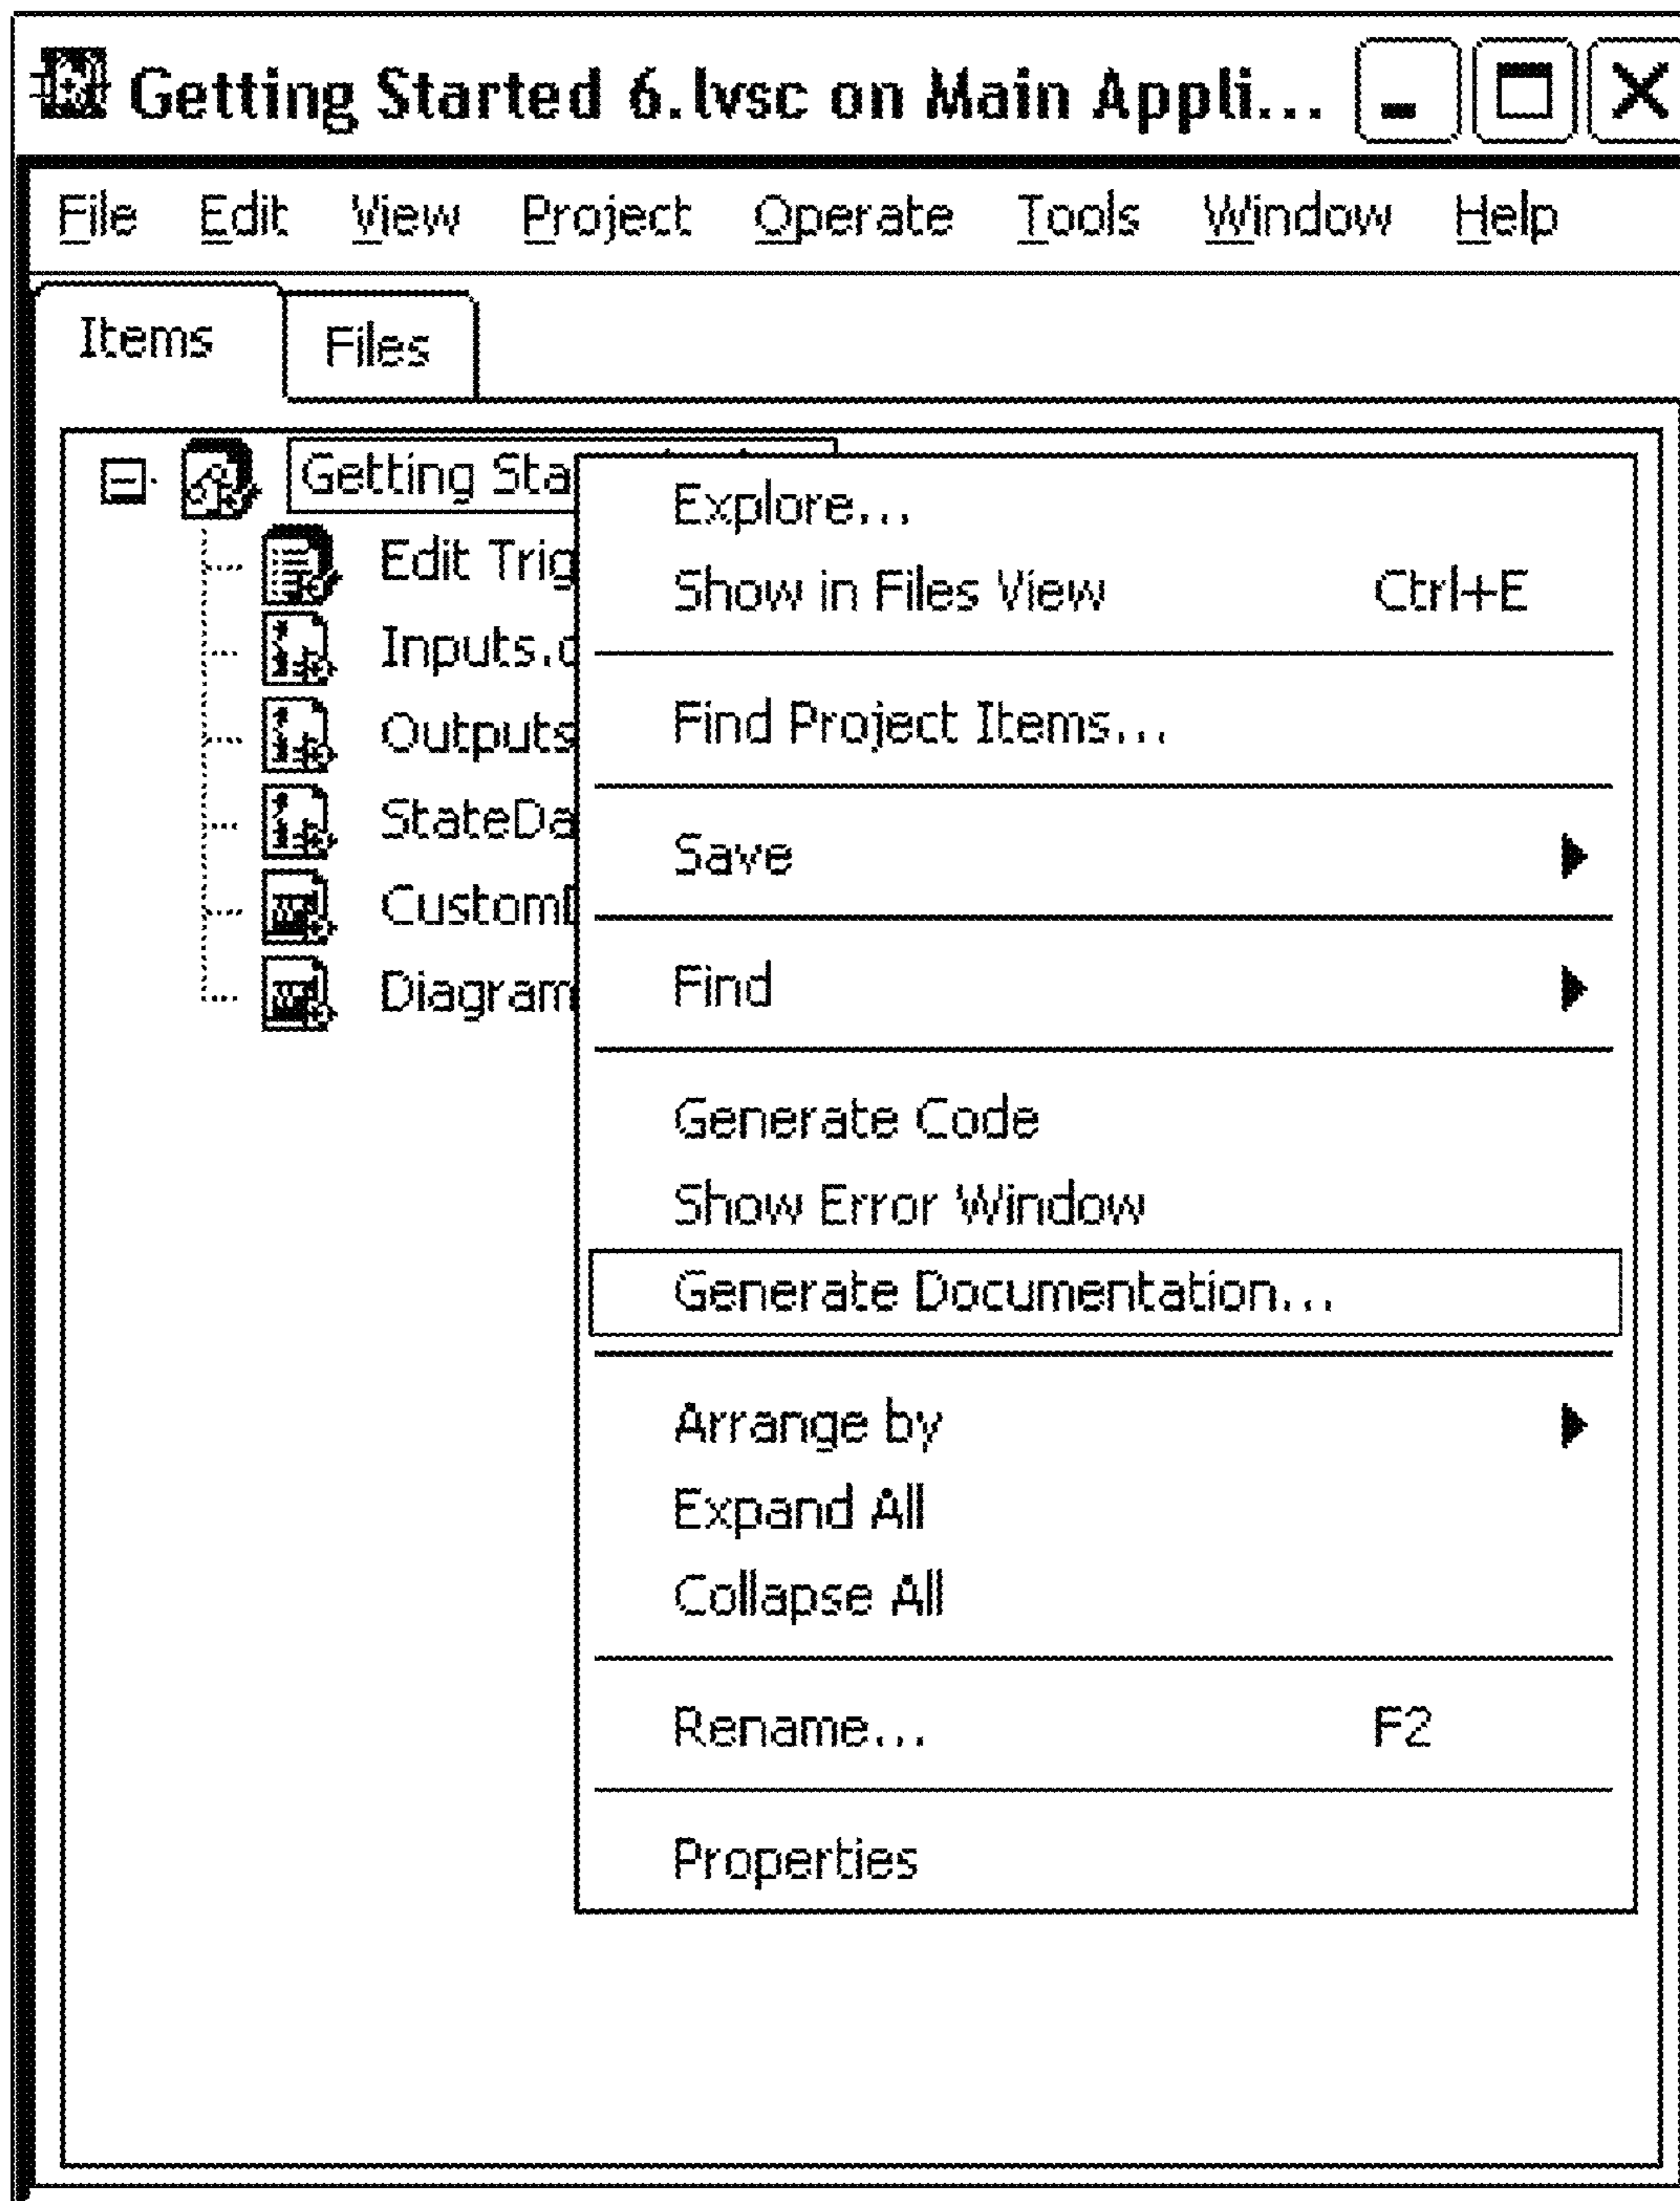 Getting Started 6.lvsc on Main Appli...
File Edit View Project Operate Tools Window Help
Items Files
Getting Sta
Edit Trig
Inputs.c
Outputs
StateDa
Custom
Diagram
Explore...
Show in Files View Ctrl+E
Find Project Items...
Save
Find
Generate Code
Show Error Window
Generate Documentation...
Arrange by
Expand All
Collapse All
Rename... F2
Properties